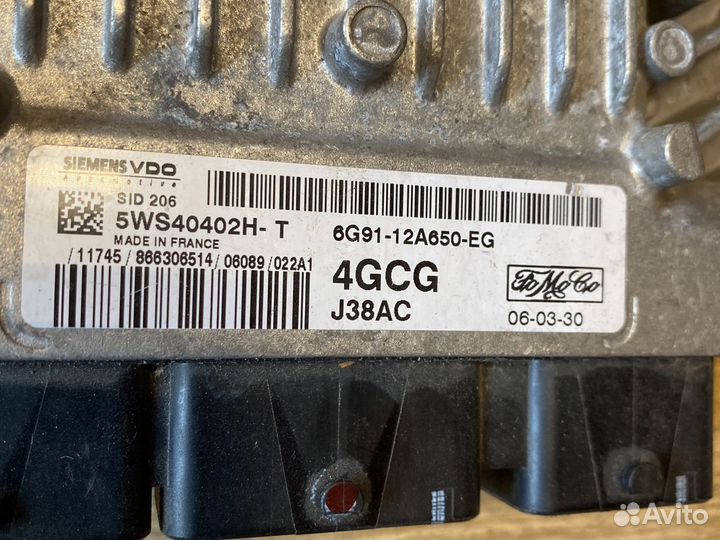 SIEMENS VDO
Automotive
SID 206
5WS40402H-T
6G91-12A650-EG
MADE IN FRANCE
/11745/866306514/06089/022A1
4GCG
J38AC
FoMoCo
06-03-30
Avito